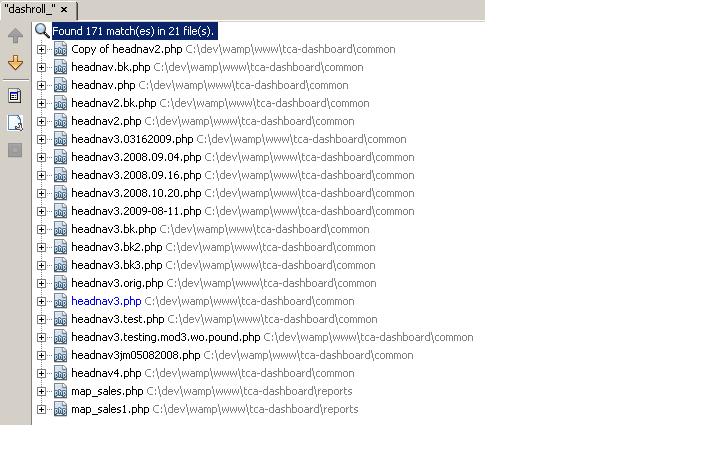 "dashroll_" ×
Found 171 match(es) in 21 file(s).
Copy of headnav2.php C:\dev\wamp\www\tca-dashboard\common
headnav.bk.php C:\dev\wamp\www\tca-dashboard\common
headnav.php C:\dev\wamp\www\tca-dashboard\common
headnav2.bk.php C:\dev\wamp\www\tca-dashboard\common
headnav2.php C:\dev\wamp\www\tca-dashboard\common
headnav3.03162009.php C:\dev\wamp\www\tca-dashboard\common
headnav3.2008.09.04.php C:\dev\wamp\www\tca-dashboard\common
headnav3.2008.09.16.php C:\dev\wamp\www\tca-dashboard\common
headnav3.2008.10.20.php C:\dev\wamp\www\tca-dashboard\common
headnav3.2009-08-11.php C:\dev\wamp\www\tca-dashboard\common
headnav3.bk.php C:\dev\wamp\www\tca-dashboard\common
headnav3.bk2.php C:\dev\wamp\www\tca-dashboard\common
headnav3.bk3.php C:\dev\wamp\www\tca-dashboard\common
headnav3.orig.php C:\dev\wamp\www\tca-dashboard\common
headnav3.php C:\dev\wamp\www\tca-dashboard\common
headnav3.test.php C:\dev\wamp\www\tca-dashboard\common
headnav3.testing.mod3.wo.pound.php C:\dev\wamp\www\tca-dashboard\common
headnav3jm05082008.php C:\dev\wamp\www\tca-dashboard\common
headnav4.php C:\dev\wamp\www\tca-dashboard\common
map_sales.php C:\dev\wamp\www\tca-dashboard\reports
map_sales1.php C:\dev\wamp\www\tca-dashboard\reports